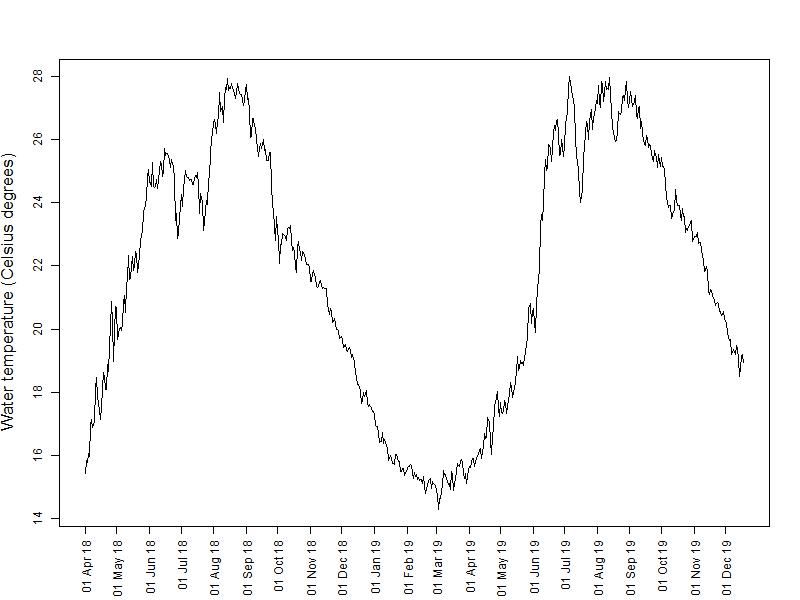 Water temperature (Celsius degrees)
28
26
24
22
20
18
16
14
01 Apr 18
01 May 18
01 Jun 18
01 Jul 18
01 Aug 18
01 Sep 18
01 Oct 18
01 Nov 18
01 Dec 18
01 Jan 19
01 Feb 19
01 Mar 19
01 Apr 19
01 May 19
01 Jun 19
01 Jul 19
01 Aug 19
01 Sep 19
01 Oct 19
01 Nov 19
01 Dec 19